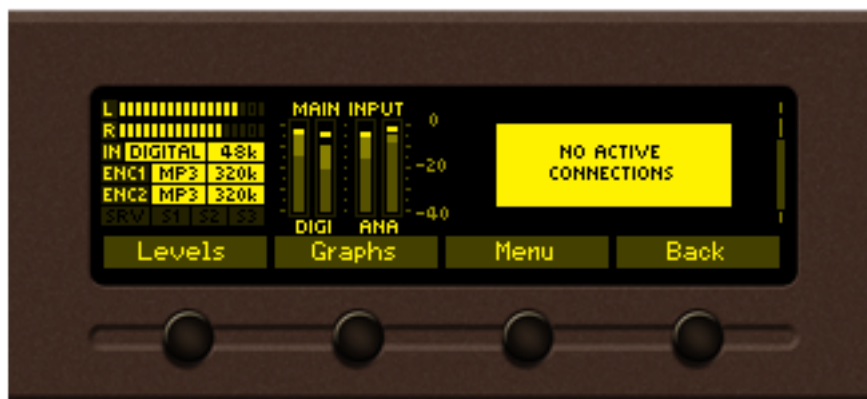 L
R
IN DIGITAL 48k
ENC1 MP3 320k
ENC2 MP3 320k
SRV S1 S2 S3
MAIN INPUT
0
-20
-40
DIGI ANA
NO ACTIVE
CONNECTIONS
Levels Graphs Menu Back